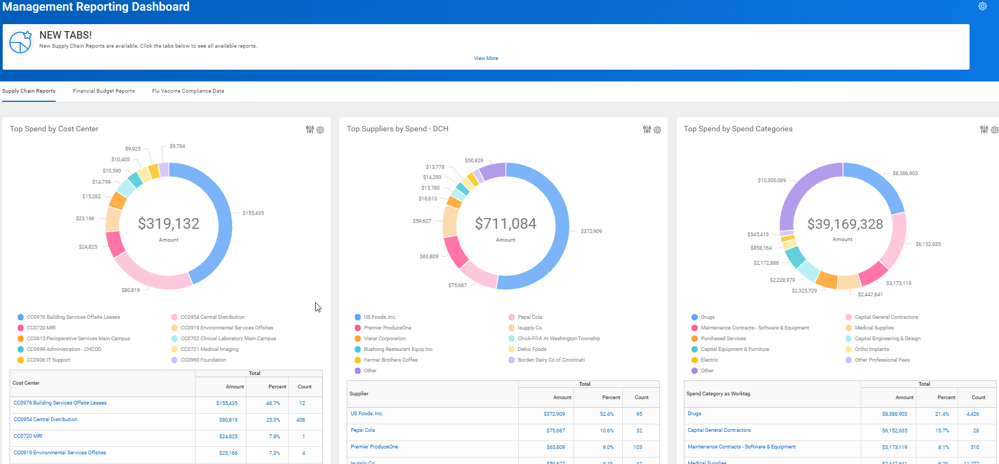 Management Reporting Dashboard
NEW TABS!
New Supply Chain Reports are available. Click the tabs below to see all available reports.
View More
Supply Chain Reports
Financial Budget Reports
Flu Vaccine Compliance Data
Top Spend by Cost Center
$9,784
$9,925
$10,405
$10,590
$14,799
$15,282
$23,166
$24,825
$80,819
$155,435
$319,132
Amount
CC0976 Building Services Offsite Leases
CC0954 Central Distribution
CC0720 MRI
CC0919 Environmental Services Offsites
CC0615 Perioperative Services Main Campus
CC0702 Clinical Laboratory Main Campus
CC0699 Administration - CHCOD
CC0721 Medical Imaging
CC0936 IT Support
CC0960 Foundation
Cost Center Total
Amount Percent Count
CC0976 Building Services Offsite Leases $155,435 48.7% 12
CC0954 Central Distribution $80,819 25.3% 408
CC0720 MRI $24,825 7.8% 1
CC0919 Environmental Services Offsites $23,166 7.3% 4
Top Suppliers by Spend - DCH
$50,829
$13,778
$14,293
$15,780
$18,613
$59,627
$63,809
$75,687
$372,909
$711,084
Amount
US Foods, Inc.
Pepsi Cola
Premier ProduceOne
Isupply Co
Vistar Corporation
Chick-Fil-A At Washington Township
Bushong Restaurant Equip Inc
Delco Foods
Farmer Brothers Coffee
Borden Dairy Co of Cincinnati
Other
Supplier Total
Amount Percent Count
US Foods, Inc. $372,909 52.4% 95
Pepsi Cola $75,687 10.6% 32
Premier ProduceOne $63,809 9.0% 103
Isupply Co $59,627 8.4% 42
Top Spend by Spend Categories
$8,386,903
$10,300,089
$545,413
$858,164
$2,172,886
$2,228,979
$2,325,729
$2,447,641
$3,173,119
$6,152,635
$39,169,328
Amount
Drugs
Capital General Contractors
Maintenance Contracts - Software & Equipment
Medical Supplies
Purchased Services
Capital Engineering & Design
Capital Equipment & Furniture
Ortho Implants
Electric
Other Professional Fees
Other
Spend Category as Worktag Total
Amount Percent Count
Drugs $8,386,903 21.4% 4,426
Capital General Contractors $6,152,635 15.7% 28
Maintenance Contracts - Software & Equipment $3,173,119 8.1% 310
Medical Supplies $2,447,641 6.2% 11,277